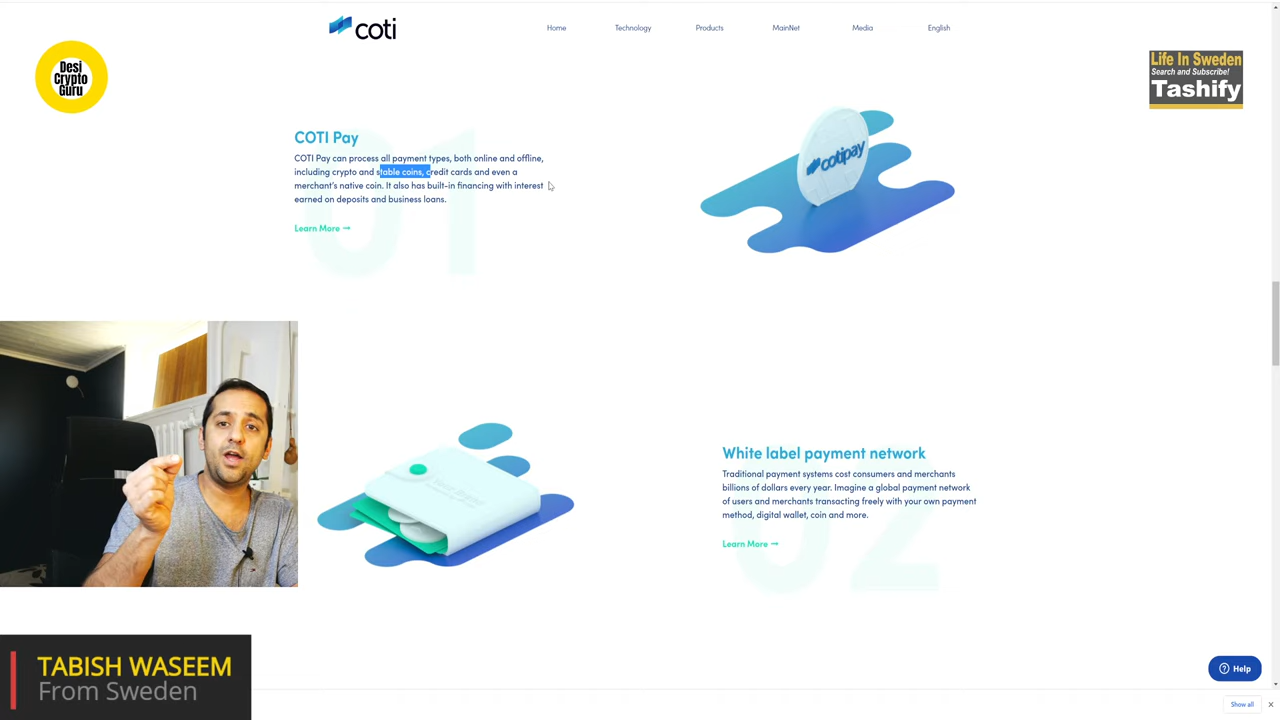 coti
Home
Technology
Products
MainNet
Media
English
Desi
Crypto
Guru
Life In Sweden
Search and Subscribe!
Tashify
COTI Pay
COTI Pay can process all payment types, both online and offline,
including crypto and stable coins, credit cards and even a
merchant's native coin. It also has built-in financing with interest
earned on deposits and business loans.
Learn More →
01
cotipay
White label payment network
Traditional payment systems cost consumers and merchants
billions of dollars every year. Imagine a global payment network
of users and merchants transacting freely with your own payment
method, digital wallet, coin and more.
Learn More →
02
TABISH WASEEM
From Sweden
? Help
Show all